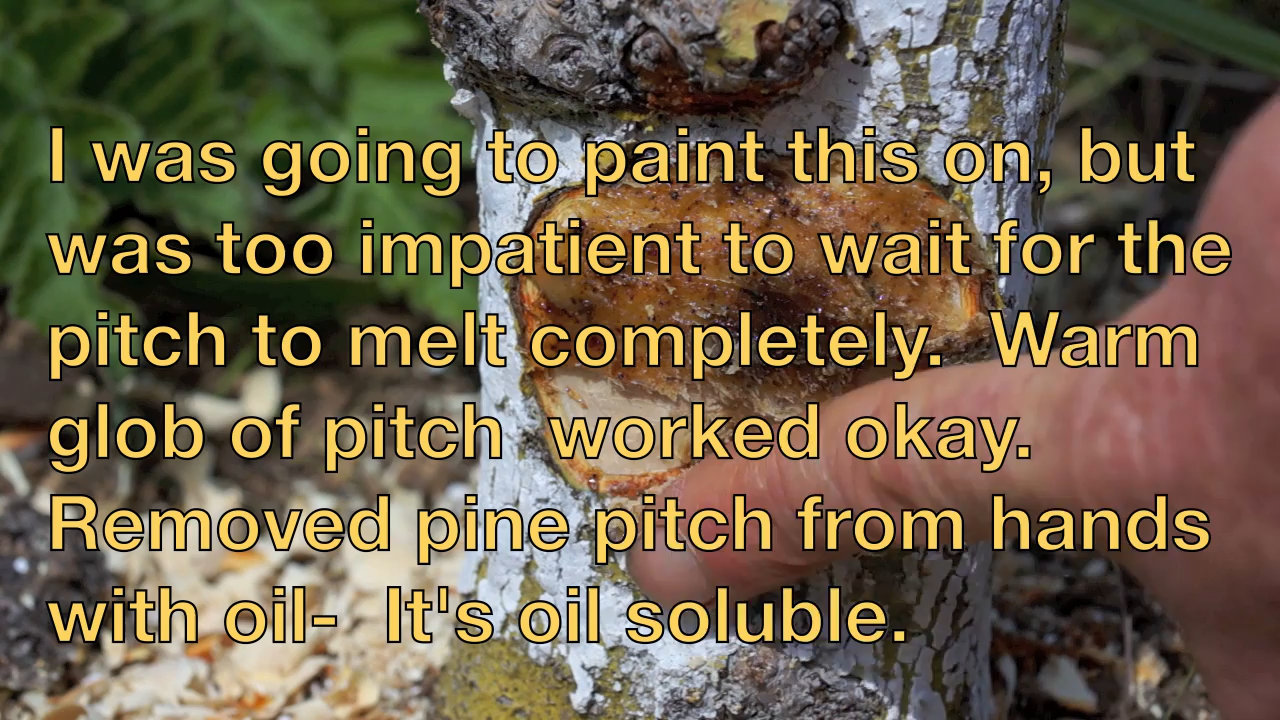 I was going to paint this on, but
was too impatient to wait for the
pitch to melt completely.  Warm
glob of pitch  worked okay.
Removed pine pitch from hands
with oil-  It's oil soluble.